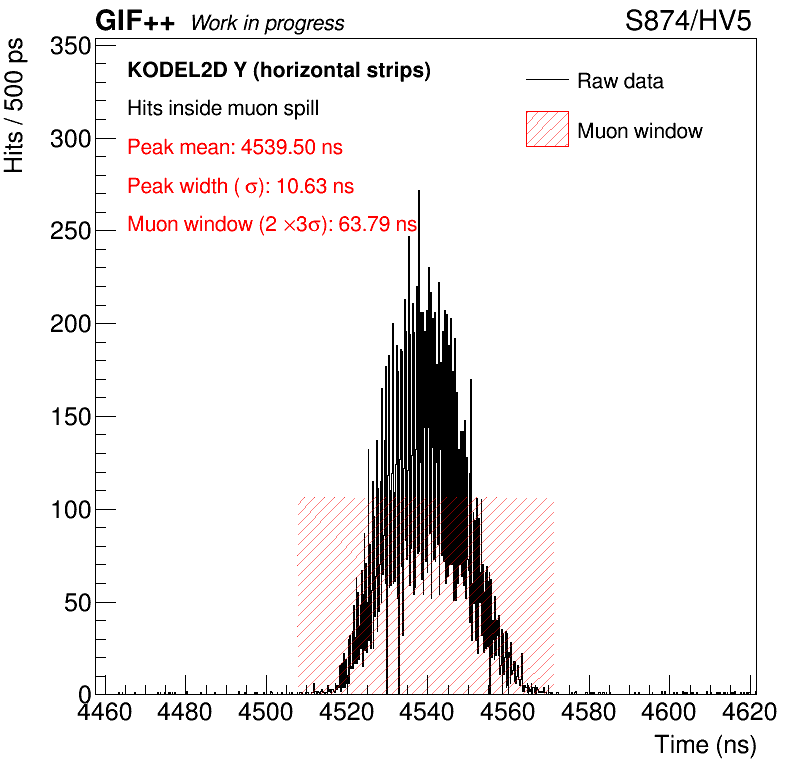 GIF++ Work in progress S874/HV5
KODEL2D Y (horizontal strips)
Hits inside muon spill
Peak mean: 4539.50 ns
Peak width ( σ): 10.63 ns
Muon window (2 ×3σ): 63.79 ns
Raw data
Muon window
Hits / 500 ps
350
300
250
200
150
100
50
0
4460 4480 4500 4520 4540 4560 4580 4600 4620
Time (ns)